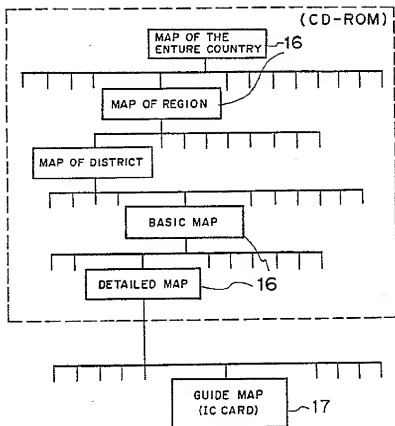 (CD-ROM)
MAP OF THE
ENTURE COUNTRY
16
MAP OF REGION
MAP OF DISTRICT
BASIC MAP
16
DETAILED MAP
GUIDE MAP
(IC CARD)
17